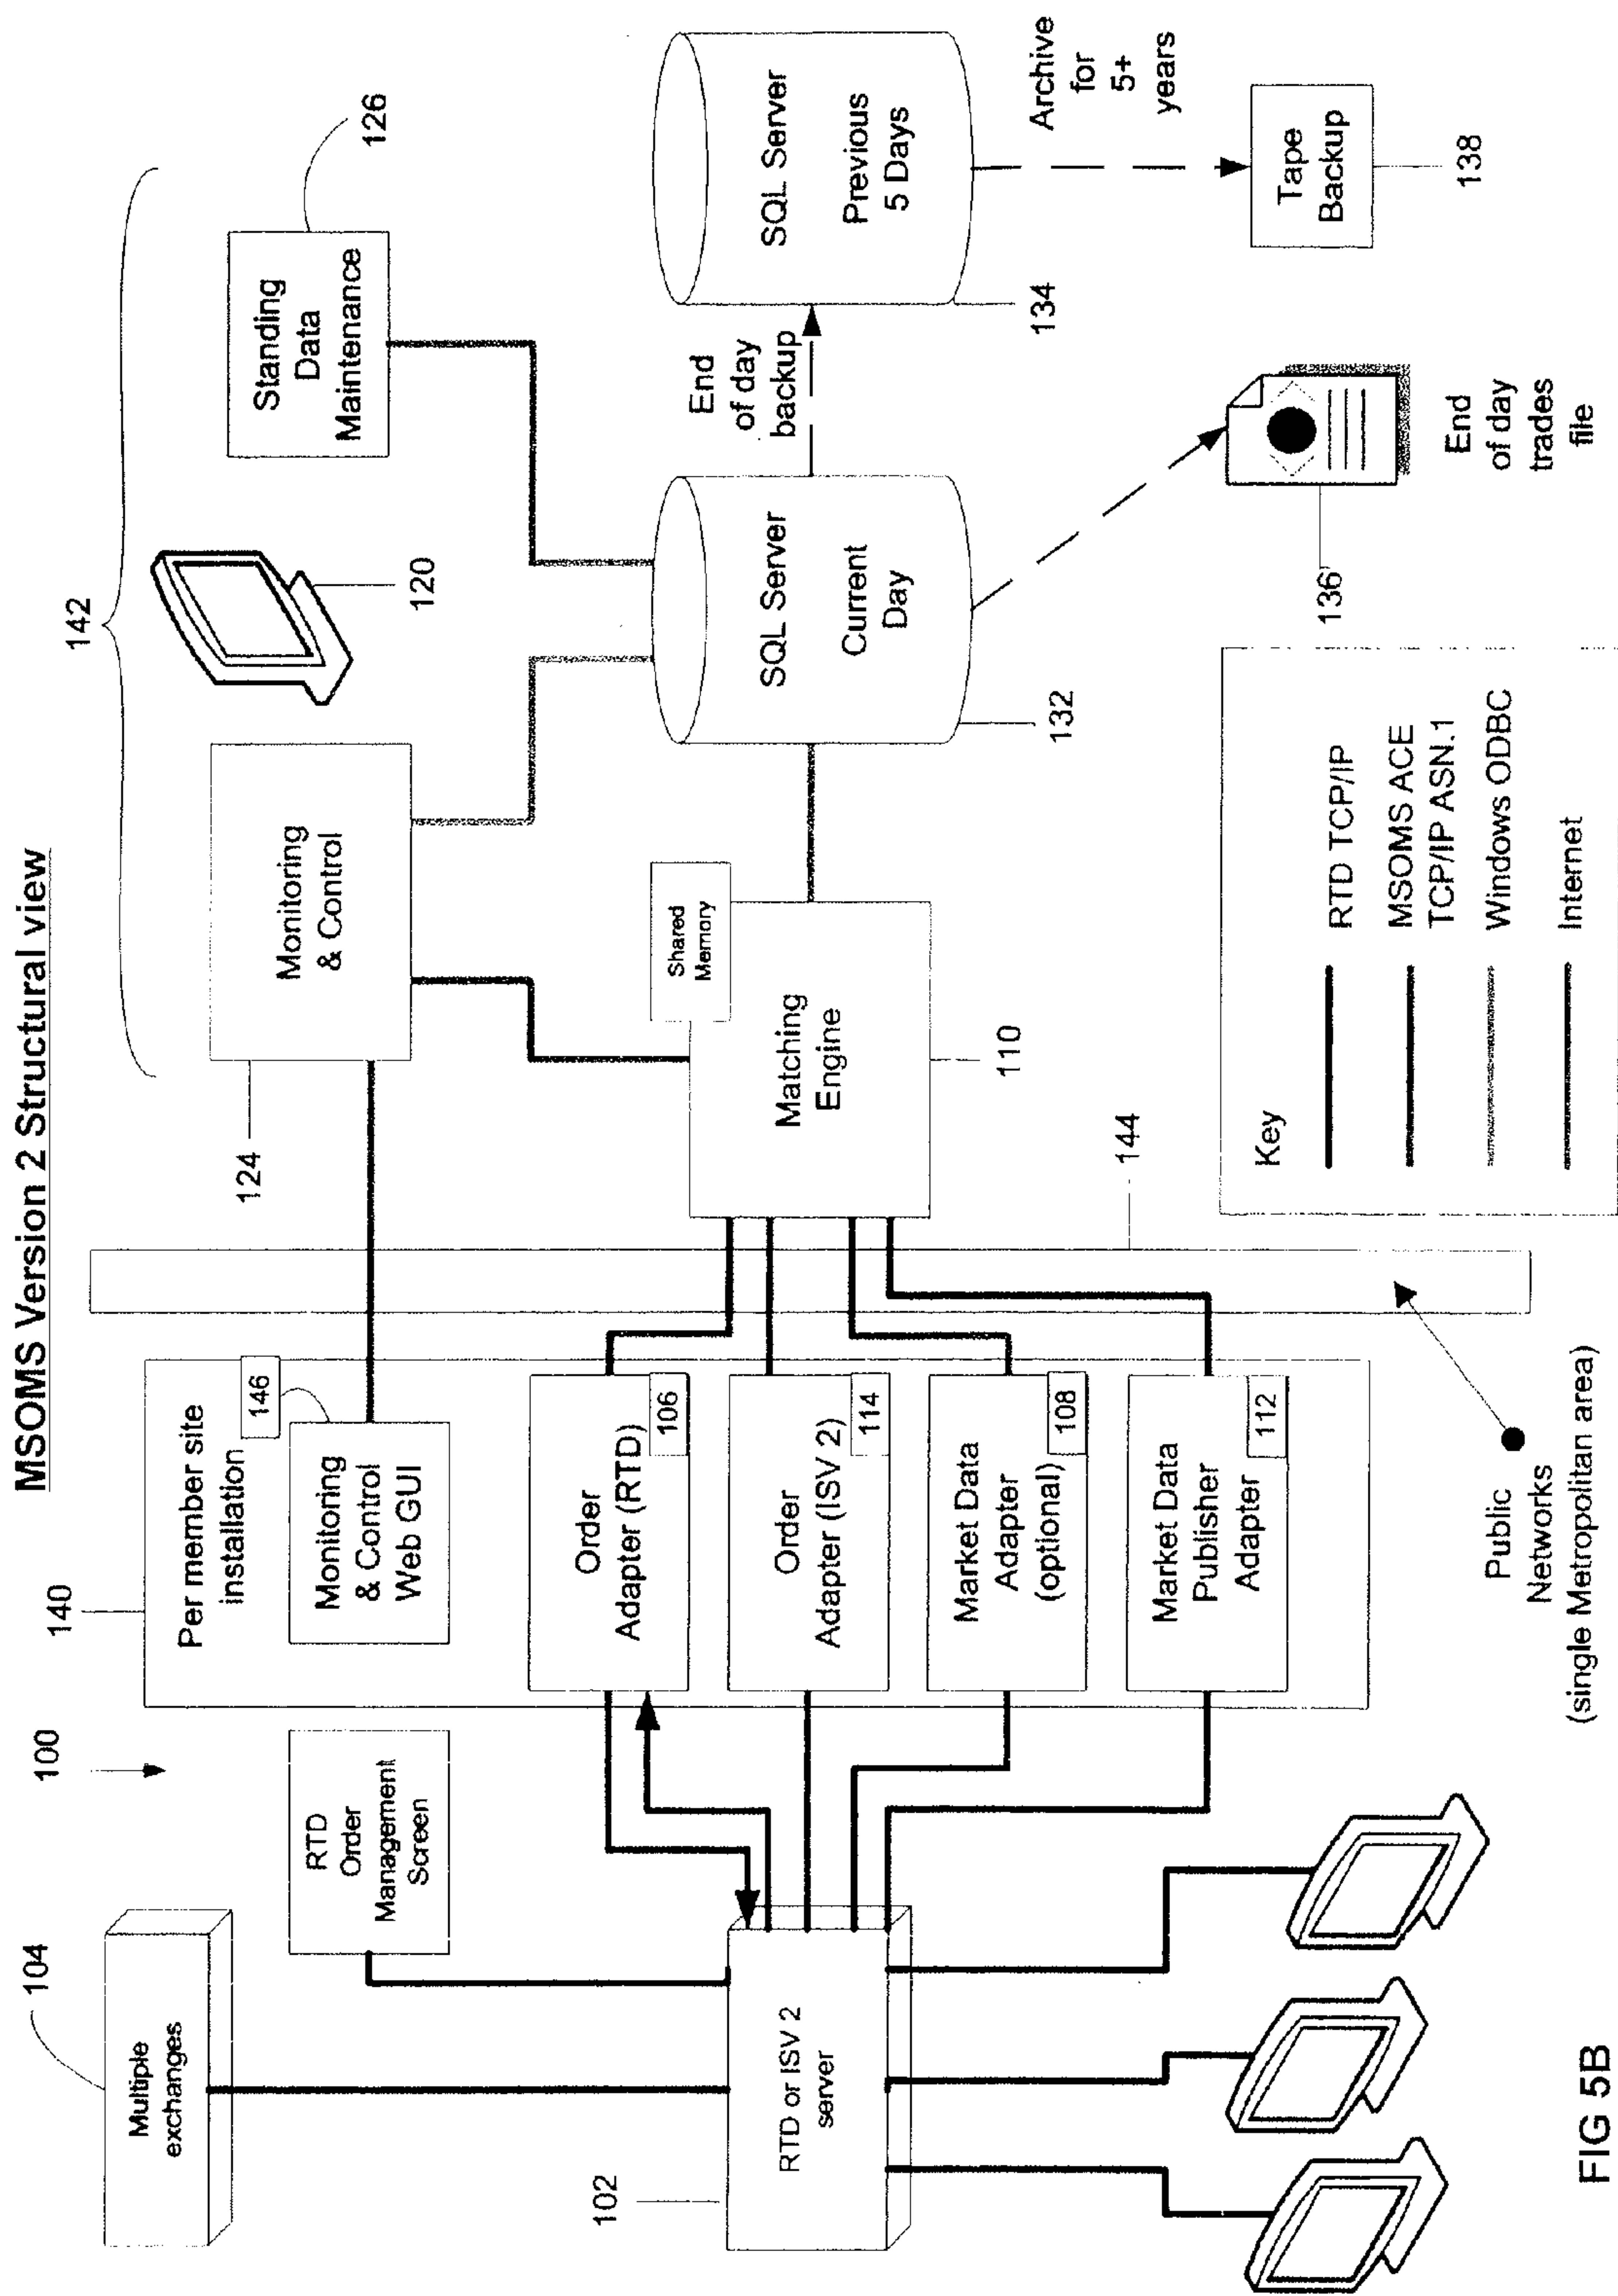 MSOMS Version 2 Structural view
100
104
Multiple
exchanges
RTD
Order
Management
Screen
102
RTD or ISV 2
server
140
Per member site
installation
146
Monitoring
& Control
Web GUI
Order
Adapter (RTD)
106
Order
Adapter (ISV 2)
114
Market Data
Adapter
(optional)
108
Market Data
Publisher
Adapter
112
Public
Networks
(single Metropolitan area)
144
142
124
Monitoring
& Control
120
126
Standing
Data
Maintenance
Shared
Memory
Matching
Engine
110
SQL Server
Current
Day
132
End
of day
backup
SQL Server
Previous
5 Days
134
Archive
for
5+
years
Tape
Backup
138
136
End
of day
trades
file
Key
RTD TCP/IP
MSOMS ACE
TCP/IP ASN.1
Windows ODBC
Internet
FIG 5B